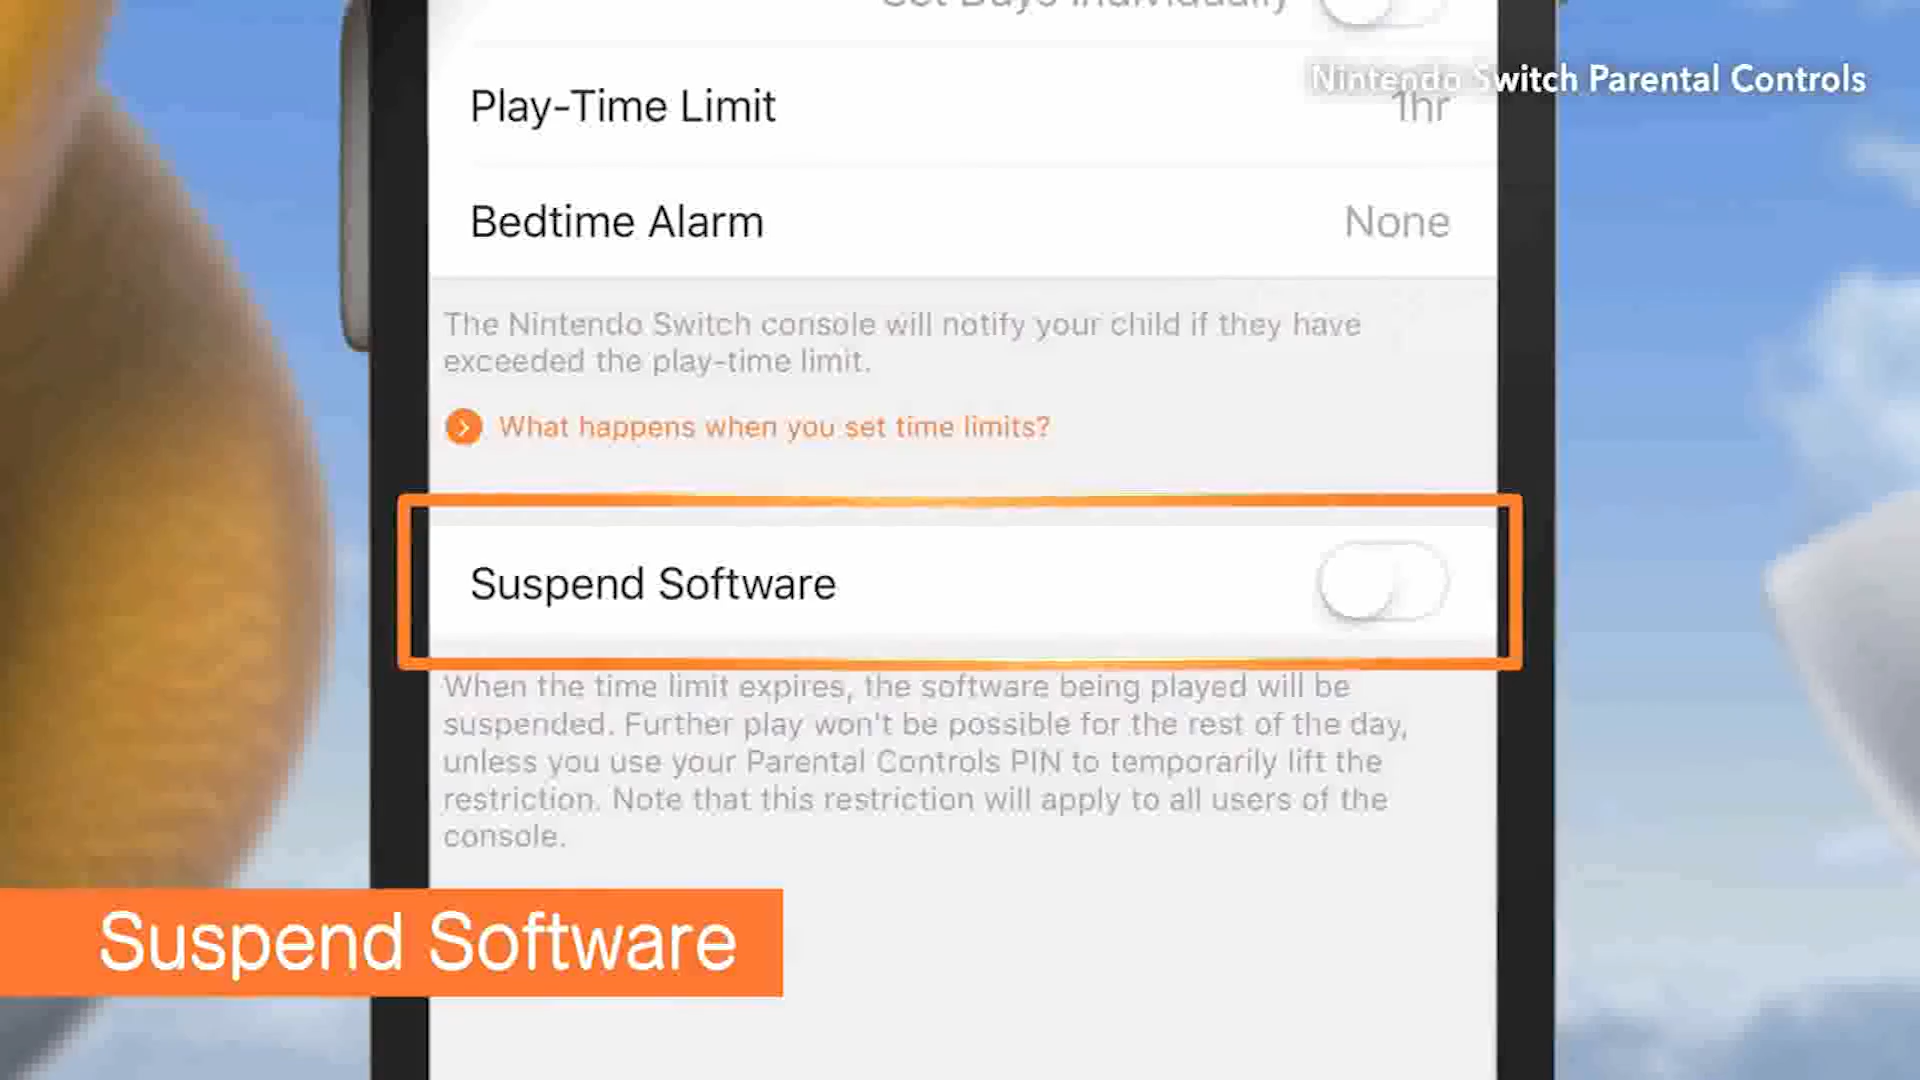 Set Days Individually
Nintendo Switch Parental Controls
Play-Time Limit
1hr
Bedtime Alarm
None
The Nintendo Switch console will notify your child if they have
exceeded the play-time limit.
What happens when you set time limits?
Suspend Software
When the time limit expires, the software being played will be
suspended. Further play won't be possible for the rest of the day,
unless you use your Parental Controls PIN to temporarily lift the
restriction. Note that this restriction will apply to all users of the
console.
Suspend Software